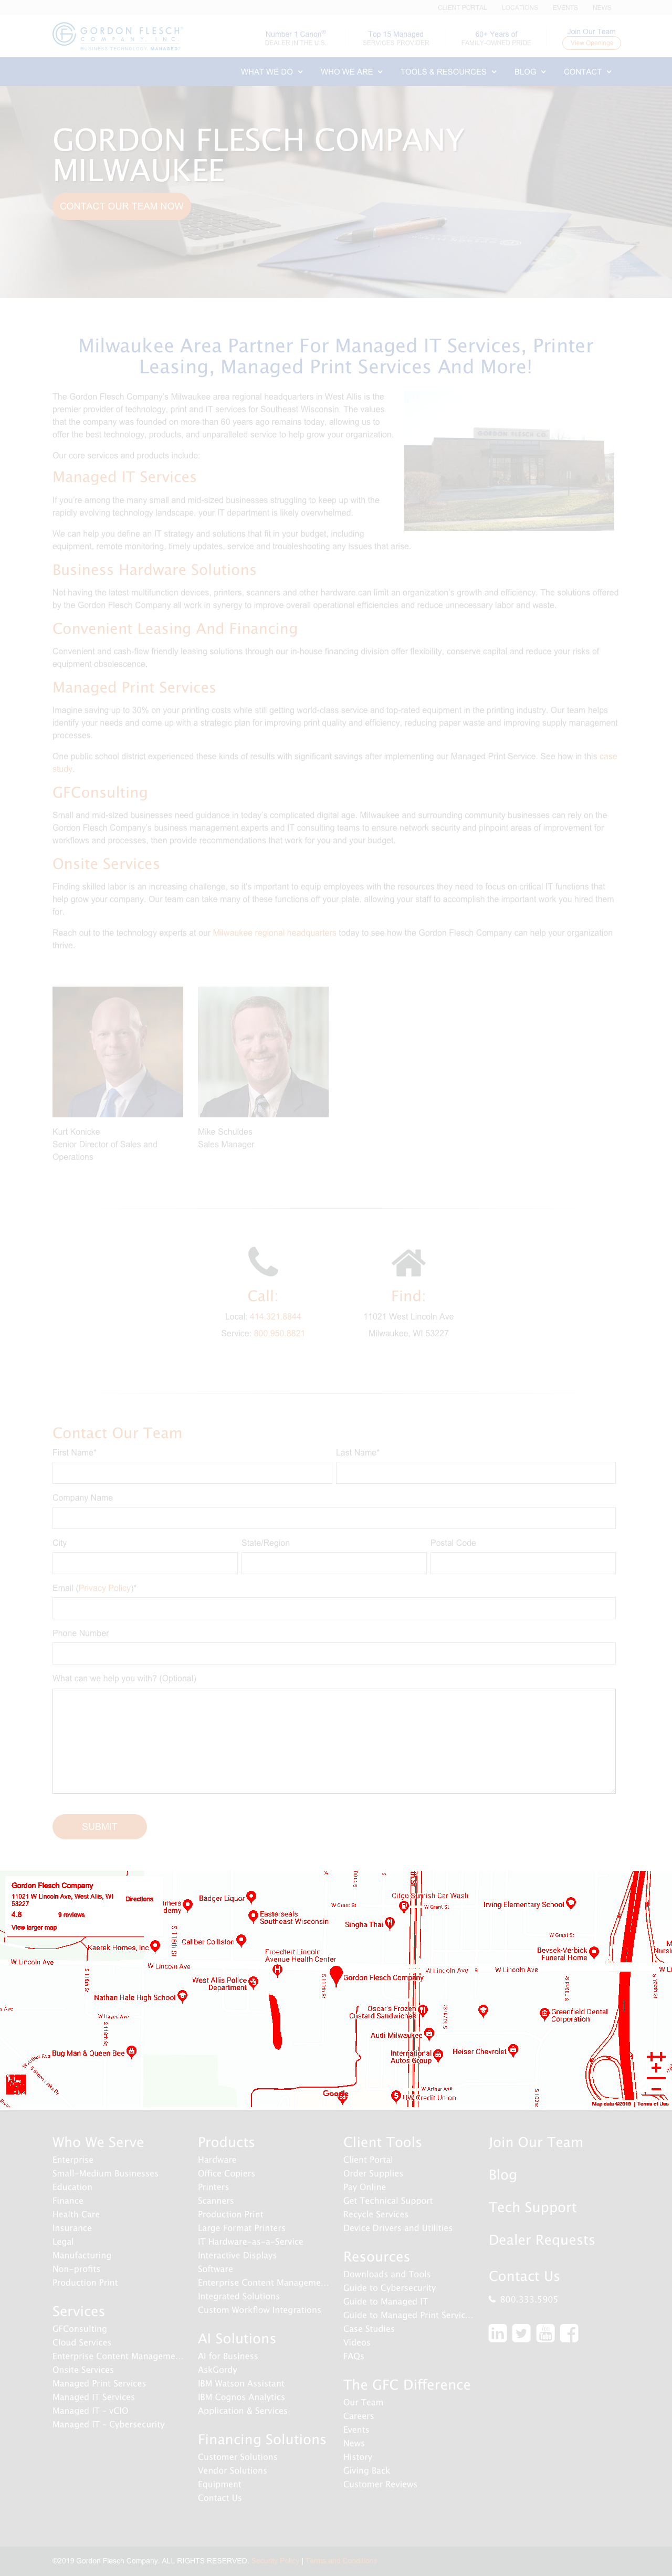 CLIENT PORTAL LOCATIONS EVENTS NEWS
GORDON FLESCH
COMPANY, INC.
BUSINESS TECHNOLOGY MANAGED
Number 1 Canon®
DEALER IN THE U.S.
Top 15 Managed
SERVICES PROVIDER
60+ Years of
FAMILY-OWNED PRIDE
Join Our Team
View Openings
WHAT WE DO WHO WE ARE TOOLS & RESOURCES BLOG CONTACT
GORDON FLESCH COMPANY
MILWAUKEE
CONTACT OUR TEAM NOW
Milwaukee Area Partner For Managed IT Services, Printer
Leasing, Managed Print Services And More!
The Gordon Flesch Company's Milwaukee area regional headquarters in West Allis is the
premier provider of technology, print and IT services for Southeast Wisconsin. The values
that the company was founded on more than 60 years ago remain today, allowing us to
offer the best technology, products, and unparalleled service to help grow your organization.
GORDON FLESCH CO.
Our core services and products include:
Managed IT Services
If you're among the many small and mid-sized businesses struggling to keep up with the
rapidly evolving technology landscape, your IT department is likely overwhelmed.
We can help you define an IT strategy and solutions that fit in your budget, including
equipment, remote monitoring, timely updates, service and troubleshooting any issues that arise.
Business Hardware Solutions
Not having the latest multifunction devices, printers, scanners and other hardware can limit an organization's growth and efficiency. The solutions offered
by the Gordon Flesch Company all work in synergy to improve overall operational efficiencies and reduce unnecessary labor and waste.
Convenient Leasing And Financing
Convenient and cash-flow friendly leasing solutions through our in-house financing division offer flexibility, conserve capital and reduce your risks of
equipment obsolescence.
Managed Print Services
Imagine saving up to 30% on your printing costs while still getting world-class service and top-rated equipment in the printing industry. Our team helps
identify your needs and come up with a strategic plan for improving print quality and efficiency, reducing paper waste and improving supply management
processes.
One public school district experienced these kinds of results with significant savings after implementing our Managed Print Service. See how in this case
study.
GFConsulting
Small and mid-sized businesses need guidance in today's complicated digital age. Milwaukee and surrounding community businesses can rely on the
Gordon Flesch Company's business management experts and IT consulting teams to ensure network security and pinpoint areas of improvement for
workflows and processes, then provide recommendations that work for you and your budget.
Onsite Services
Finding skilled labor is an increasing challenge, so it's important to equip employees with the resources they need to focus on critical IT functions that
help grow your company. Our team can take many of these functions off your plate, allowing your staff to accomplish the important work you hired them
for.
Reach out to the technology experts at our Milwaukee regional headquarters today to see how the Gordon Flesch Company can help your organization
thrive.
Kurt Konicke
Senior Director of Sales and
Operations
Mike Schuldes
Sales Manager
Call:
Local: 414.321.8844
Service: 800.950.8821
Find:
11021 West Lincoln Ave
Milwaukee, WI 53227
Contact Our Team
First Name*
Last Name*
Company Name
City
State/Region
Postal Code
Email (Privacy Policy)*
Phone Number
What can we help you with? (Optional)
SUBMIT
Gordon Flesch Company
11021 W Lincoln Ave, West Allis, WI
53227
Directions
4.8 9 reviews
View larger map
Badger Liquor
Easterseals
Southeast Wisconsin
W Grant St
Singha Thai
Citgo Sunrish Car Wash
W Grant St
Irving Elementary School
W Grant St
Kaerek Homes, Inc
Caliber Collision
S 116th St
Froedtert Lincoln
Avenue Health Center
Bevsek-Verbick
Funeral Home
W Lincoln Ave
W Lincoln Ave
West Allis Police
Department
Gordon Flesch Company
W Lincoln Ave
W Lincoln Ave
Nathan Hale High School
Oscar's Frozen
Custard Sandwiches
Greenfield Dental
Corporation
W Hayes Ave
Audi Milwaukee
Bug Man & Queen Bee
W Arthur Ave
International
Autos Group
Heiser Chevrolet
W Arthur Ave
Google
UW Credit Union
Map data ©2019 Terms of Use
Who We Serve
Enterprise
Small-Medium Businesses
Education
Finance
Health Care
Insurance
Legal
Manufacturing
Non-profits
Production Print
Services
GFConsulting
Cloud Services
Enterprise Content Manageme...
Onsite Services
Managed Print Services
Managed IT Services
Managed IT - vCIO
Managed IT - Cybersecurity
Products
Hardware
Office Copiers
Printers
Scanners
Production Print
Large Format Printers
IT Hardware-as-a-Service
Interactive Displays
Software
Enterprise Content Manageme...
Integrated Solutions
Custom Workflow Integrations
AI Solutions
AI for Business
AskGordy
IBM Watson Assistant
IBM Cognos Analytics
Application & Services
Financing Solutions
Customer Solutions
Vendor Solutions
Equipment
Contact Us
Client Tools
Client Portal
Order Supplies
Pay Online
Get Technical Support
Recycle Services
Device Drivers and Utilities
Resources
Downloads and Tools
Guide to Cybersecurity
Guide to Managed IT
Guide to Managed Print Servic...
Case Studies
Videos
FAQs
The GFC Difference
Our Team
Careers
Events
News
History
Giving Back
Customer Reviews
Join Our Team
Blog
Tech Support
Dealer Requests
Contact Us
800.333.5905
©2019 Gordon Flesch Company. ALL RIGHTS RESERVED.